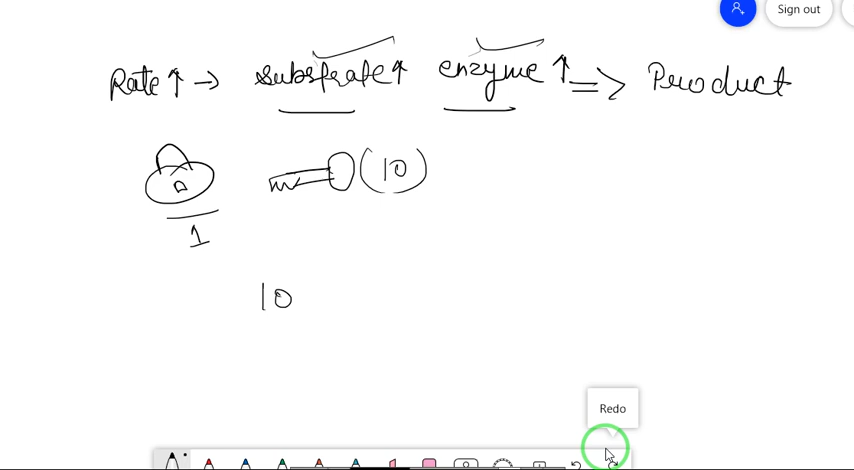 Sign out
Rate ↑ → substrate ↑ enzyme ↑ => Product
(10)
1
10
Redo